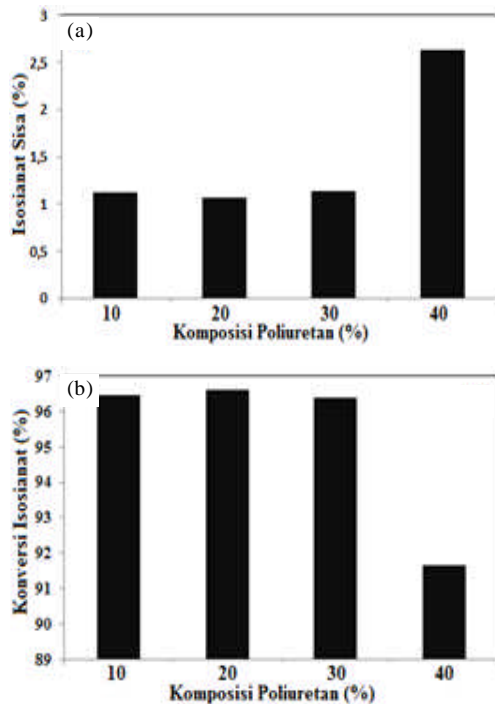 (a)
3
2,5
2
1,5
1
0,5
0
Isosianat Sisa (%)
10 20 30 40
Komposisi Poliuretan (%)
(b)
97
96
95
94
93
92
91
90
89
Konversi Isosianat (%)
10 20 30 40
Komposisi Poliuretan (%)